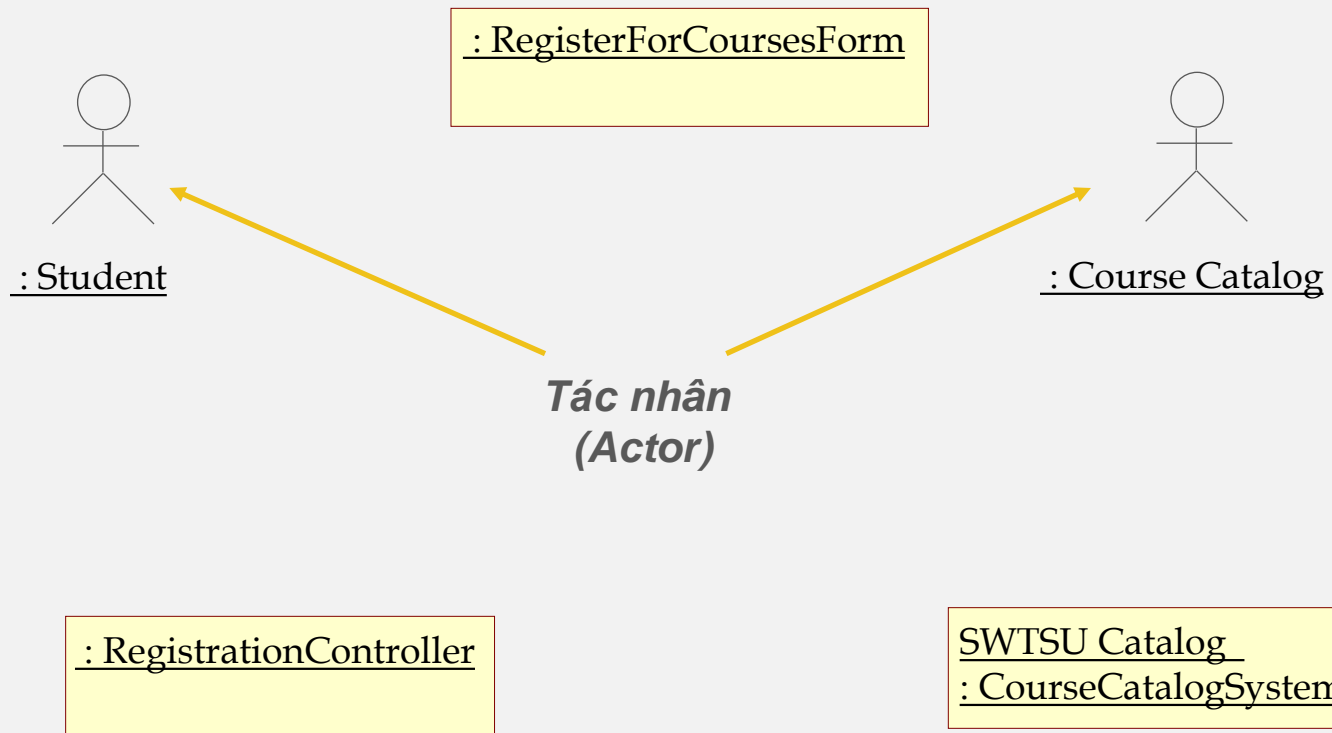 : RegisterForCoursesForm
: Student
: Course Catalog
Tác nhân
(Actor)
: RegistrationController
SWTSU Catalog
: CourseCatalogSystem